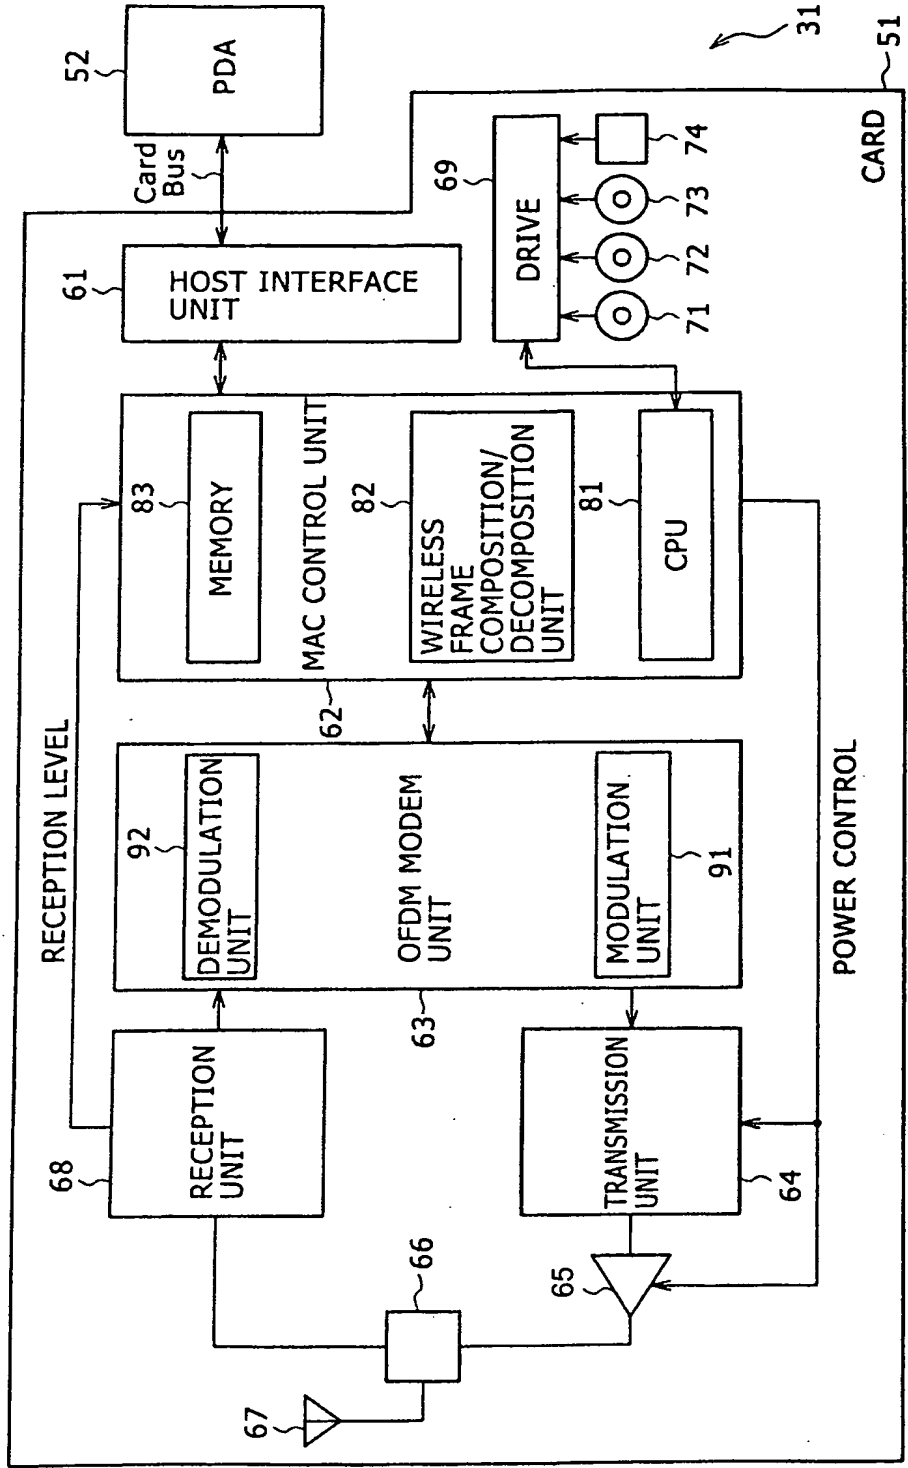 31
51
CARD
52
PDA
Card
Bus
61
HOST INTERFACE
UNIT
69
DRIVE
71
72
73
74
RECEPTION LEVEL
62
MAC CONTROL UNIT
83
MEMORY
82
WIRELESS
FRAME
COMPOSITION/
DECOMPOSITION
UNIT
81
CPU
63
OFDM MODEM
UNIT
92
DEMODULATION
UNIT
MODULATION
UNIT
91
68
RECEPTION
UNIT
TRANSMISSION
UNIT
64
POWER CONTROL
65
66
67